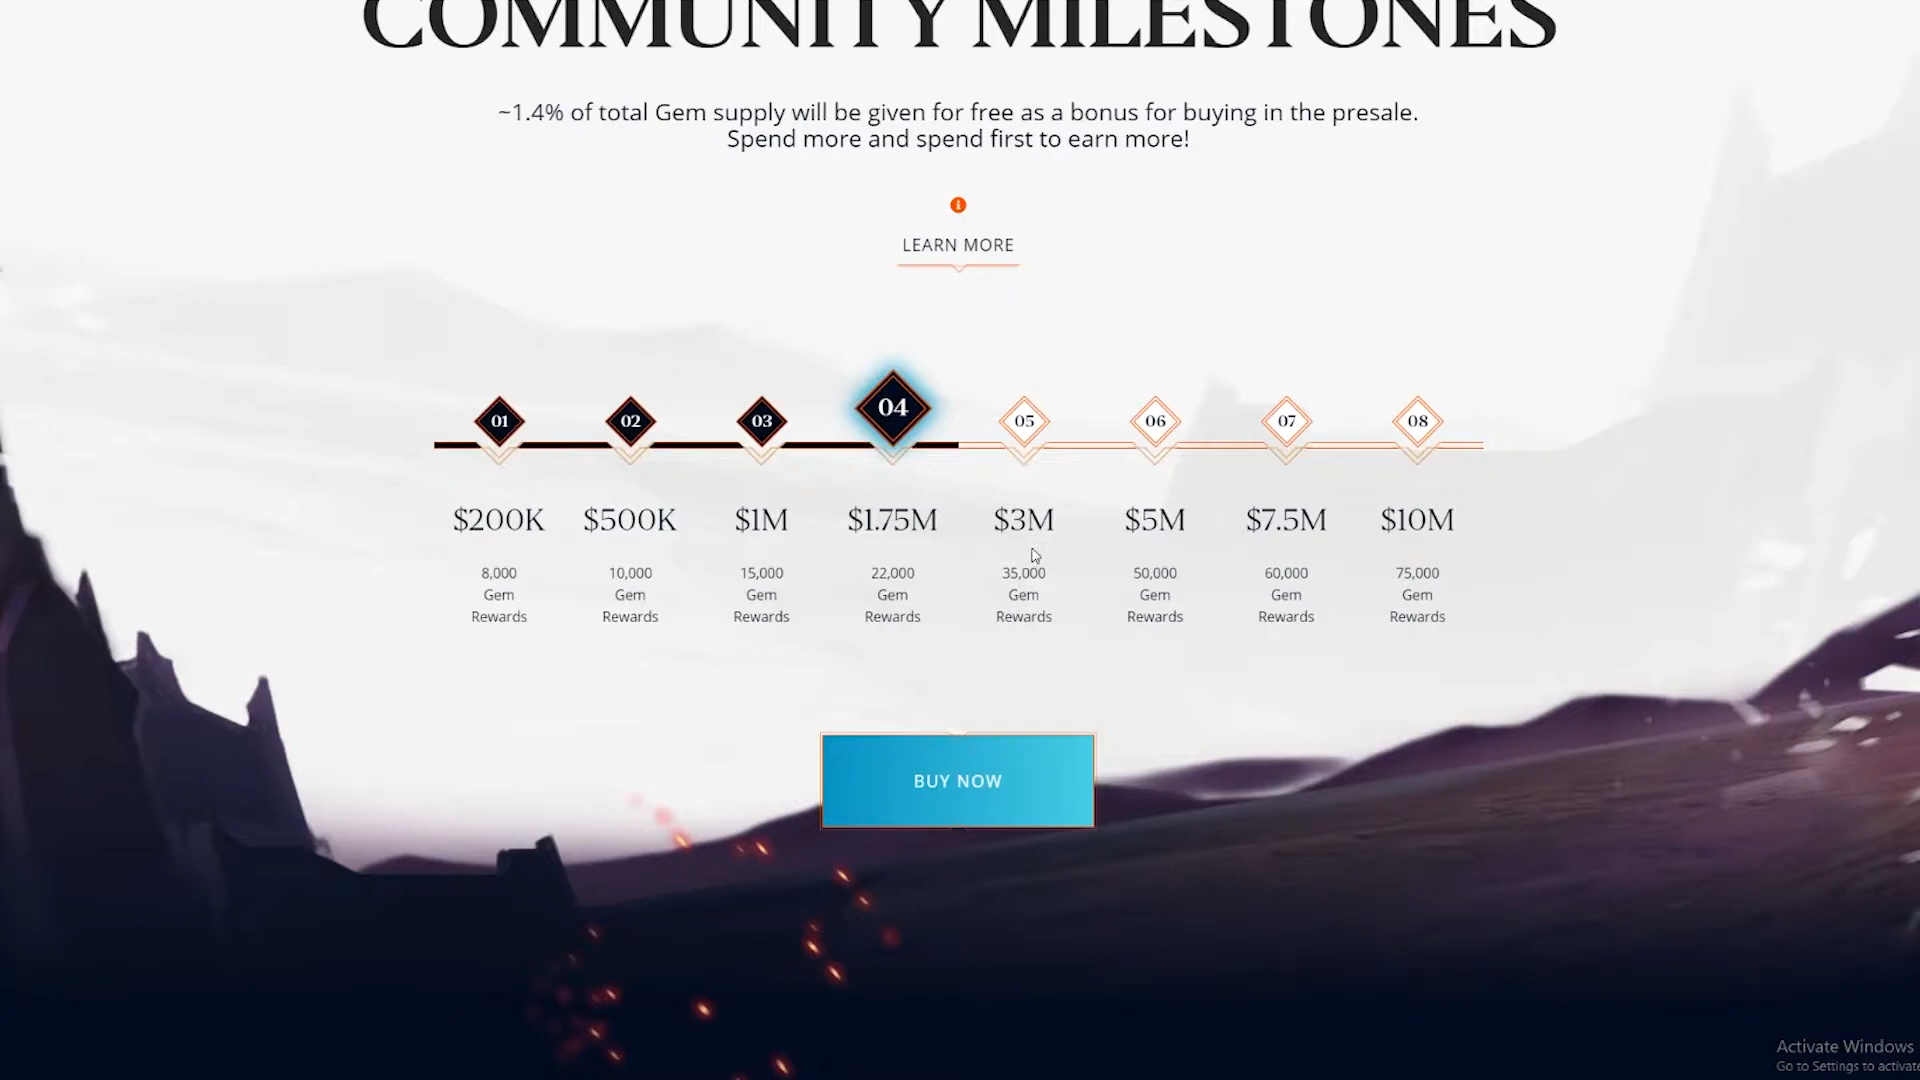 COMMUNITY MILESTONES
~1.4% of total Gem supply will be given for free as a bonus for buying in the presale.
Spend more and spend first to earn more!
LEARN MORE
01 02 03 04 05 06 07 08
$200K $500K $1M $1.75M $3M $5M $7.5M $10M
8,000 10,000 15,000 22,000 35,000 50,000 60,000 75,000
Gem Gem Gem Gem Gem Gem Gem Gem
Rewards Rewards Rewards Rewards Rewards Rewards Rewards Rewards
BUY NOW
Activate Windows
Go to Settings to activate